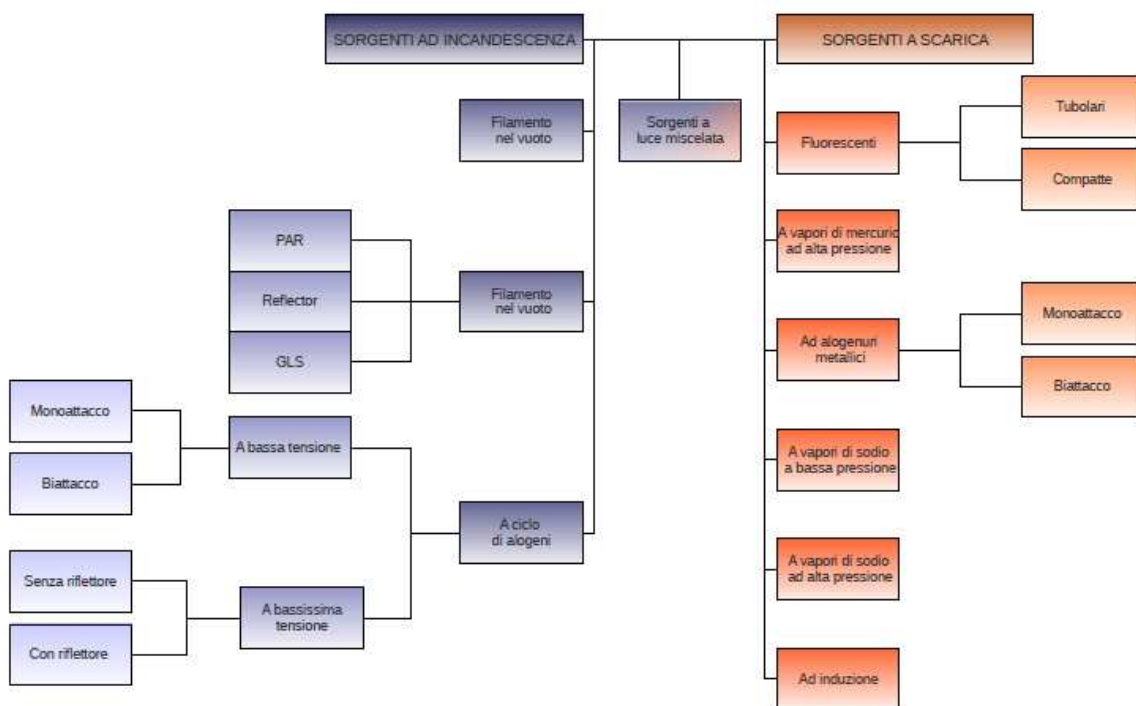 SORGENTI AD INCANDESCENZA
SORGENTI A SCARICA
Filamento
nel vuoto
Sorgenti a
luce miscelata
Fluorescenti
Tubolari
Compatte
PAR
Reflector
GLS
Filamento
nel vuoto
A vapori di mercurio
ad alta pressione
Ad alogenuri
metallici
Monoattacco
Biattacco
Monoattacco
Biattacco
A bassa tensione
A ciclo
di alogeni
A vapori di sodio
a bassa pressione
Senza riflettore
Con riflettore
A bassissima
tensione
A vapori di sodio
ad alta pressione
Ad induzione